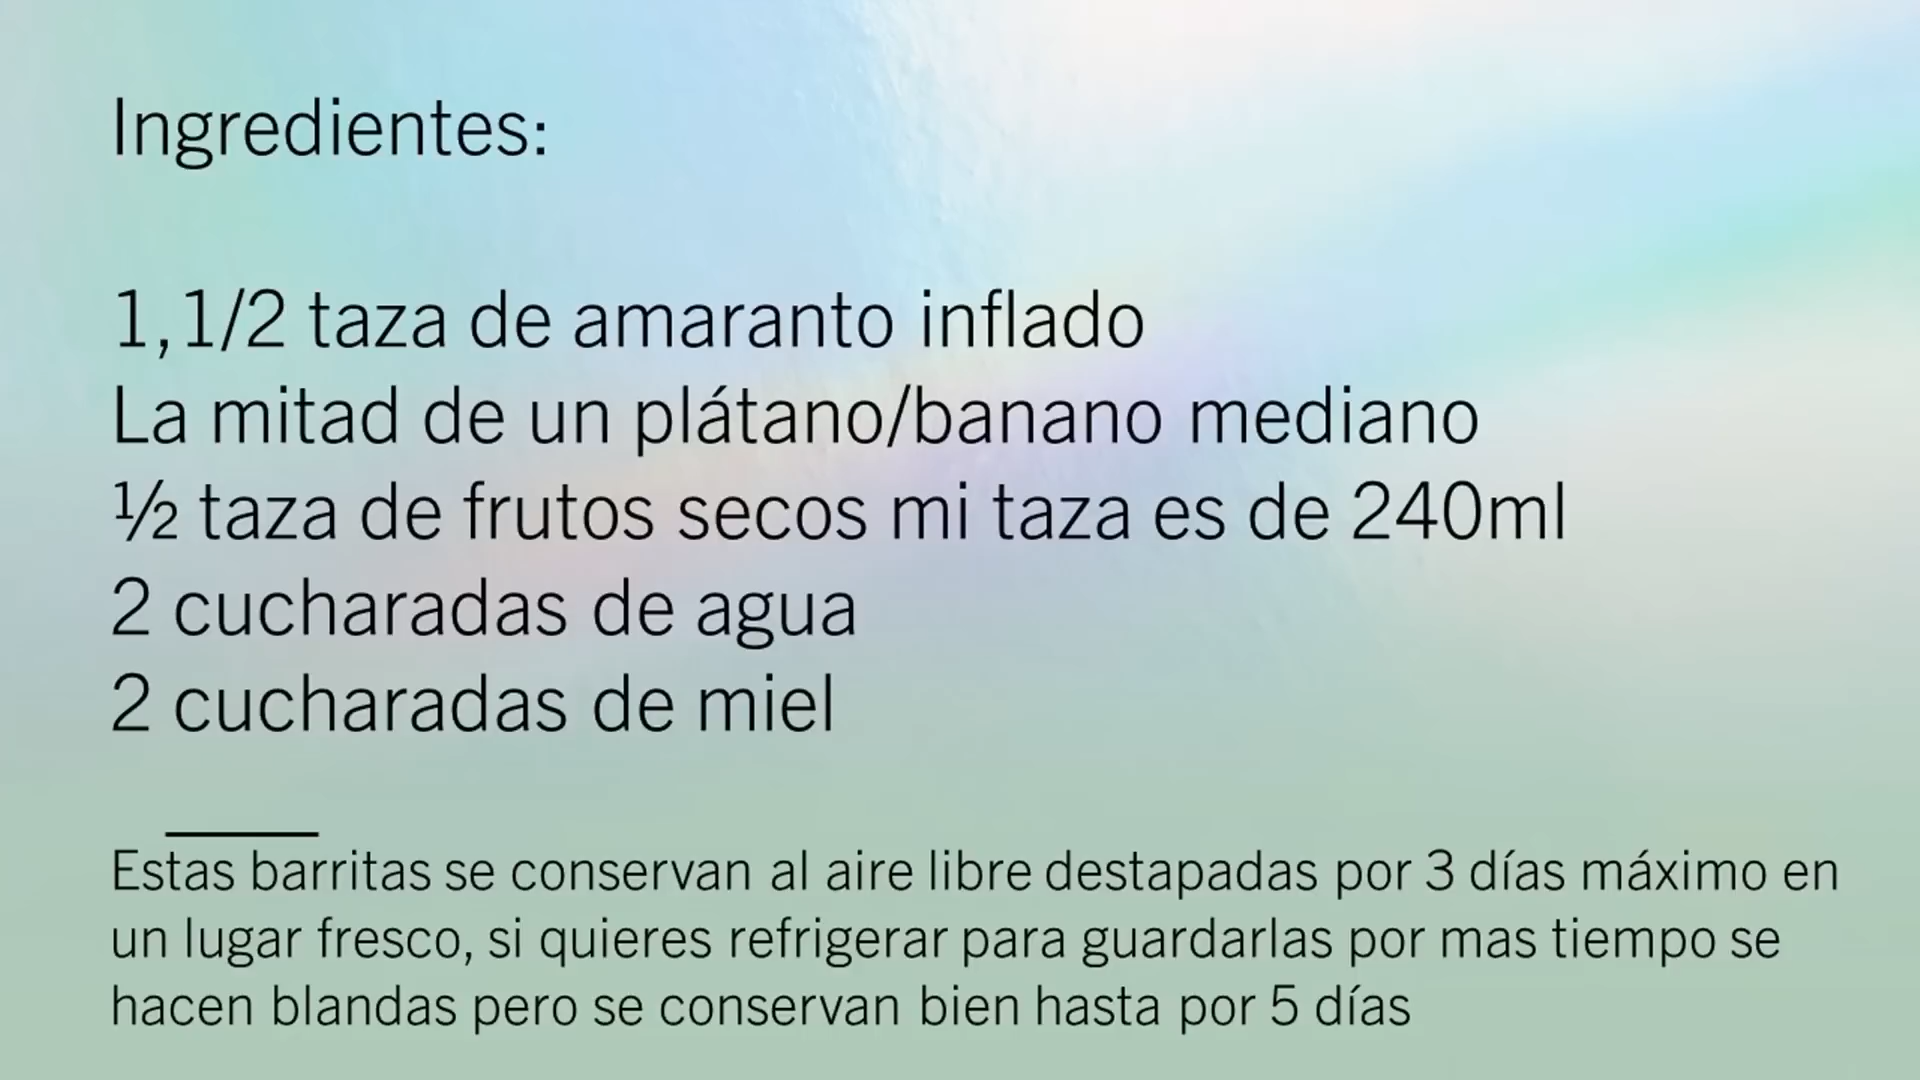 Ingredientes:
1,1/2 taza de amaranto inflado
La mitad de un plátano/banano mediano
½ taza de frutos secos mi taza es de 240ml
2 cucharadas de agua
2 cucharadas de miel
Estas barritas se conservan al aire libre destapadas por 3 días máximo en
un lugar fresco, si quieres refrigerar para guardarlas por mas tiempo se
hacen blandas pero se conservan bien hasta por 5 días